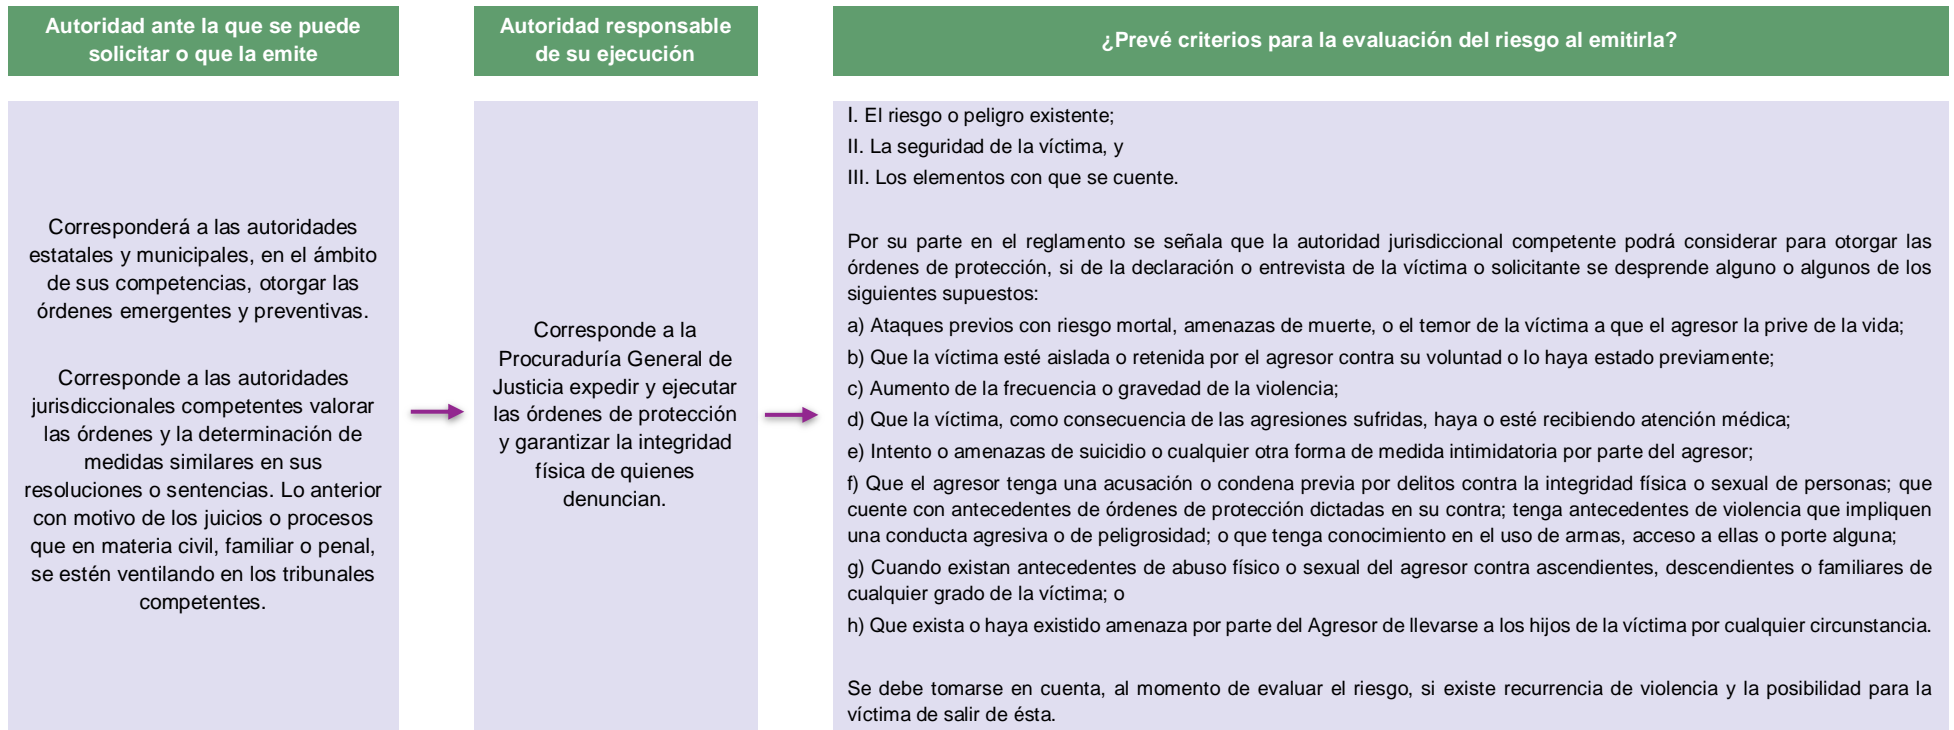 Autoridad ante la que se puede
solicitar o que la emite
Autoridad responsable
de su ejecución
¿Prevé criterios para la evaluación del riesgo al emitirla?
Corresponderá a las autoridades
estatales y municipales, en el ámbito
de sus competencias, otorgar las
órdenes emergentes y preventivas.
Corresponde a las autoridades
jurisdiccionales competentes valorar
las órdenes y la determinación de
medidas similares en sus
resoluciones o sentencias. Lo anterior
con motivo de los juicios o procesos
que en materia civil, familiar o penal,
se estén ventilando en los tribunales
competentes.
Corresponde a la
Procuraduría General de
Justicia expedir y ejecutar
las órdenes de protección
y garantizar la integridad
física de quienes
denuncian.
I. El riesgo o peligro existente;
II. La seguridad de la víctima, y
III. Los elementos con que se cuente.
Por su parte en el reglamento se señala que la autoridad jurisdiccional competente podrá considerar para otorgar las
órdenes de protección, si de la declaración o entrevista de la víctima o solicitante se desprende alguno o algunos de los
siguientes supuestos:
a) Ataques previos con riesgo mortal, amenazas de muerte, o el temor de la víctima a que el agresor la prive de la vida;
b) Que la víctima esté aislada o retenida por el agresor contra su voluntad o lo haya estado previamente;
c) Aumento de la frecuencia o gravedad de la violencia;
d) Que la víctima, como consecuencia de las agresiones sufridas, haya o esté recibiendo atención médica;
e) Intento o amenazas de suicidio o cualquier otra forma de medida intimidatoria por parte del agresor;
f) Que el agresor tenga una acusación o condena previa por delitos contra la integridad física o sexual de personas; que
cuente con antecedentes de órdenes de protección dictadas en su contra; tenga antecedentes de violencia que impliquen
una conducta agresiva o de peligrosidad; o que tenga conocimiento en el uso de armas, acceso a ellas o porte alguna;
g) Cuando existan antecedentes de abuso físico o sexual del agresor contra ascendientes, descendientes o familiares de
cualquier grado de la víctima; o
h) Que exista o haya existido amenaza por parte del Agresor de llevarse a los hijos de la víctima por cualquier circunstancia.
Se debe tomarse en cuenta, al momento de evaluar el riesgo, si existe recurrencia de violencia y la posibilidad para la
víctima de salir de ésta.